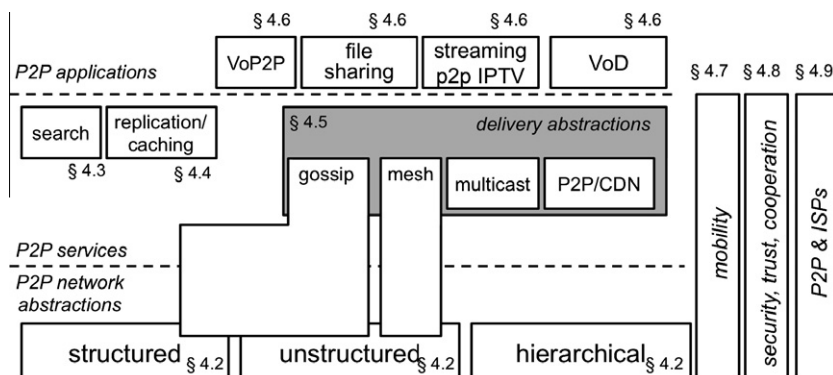 § 4.6
§ 4.6
§ 4.6
§ 4.6
VoP2P
file
sharing
streaming
p2p IPTV
VoD
P2P applications
§ 4.7
§ 4.8
§ 4.9
search
replication/
caching
§ 4.3
§ 4.4
§ 4.5
delivery abstractions
gossip
mesh
multicast
P2P/CDN
P2P services
P2P network
abstractions
structured
§ 4.2
unstructured
§ 4.2
hierarchical
§ 4.2
mobility
security, trust, cooperation
P2P & ISPs